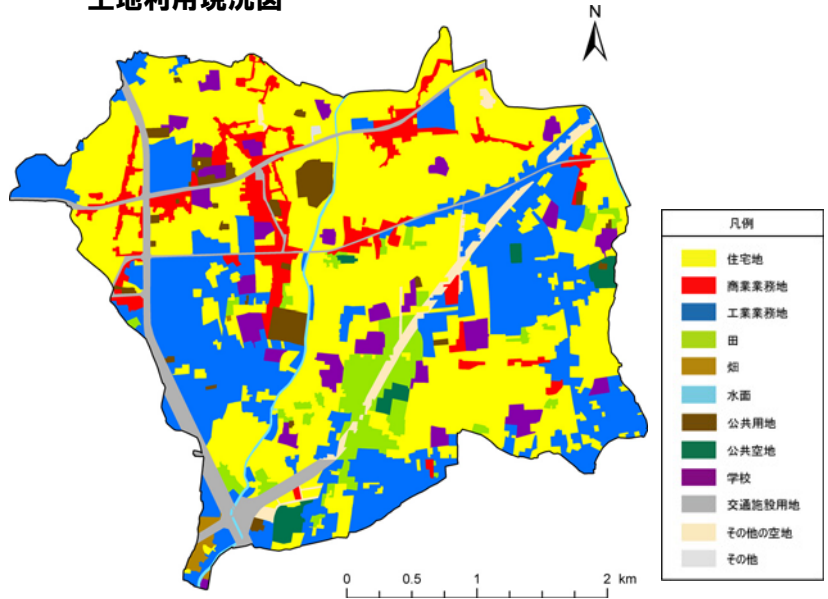 土地利用現況図
N
凡例
住宅地
商業業務地
工業業務地
田
畑
水面
公共用地
公共空地
学校
交通施設用地
その他の空地
その他
0 0.5 1 2 km